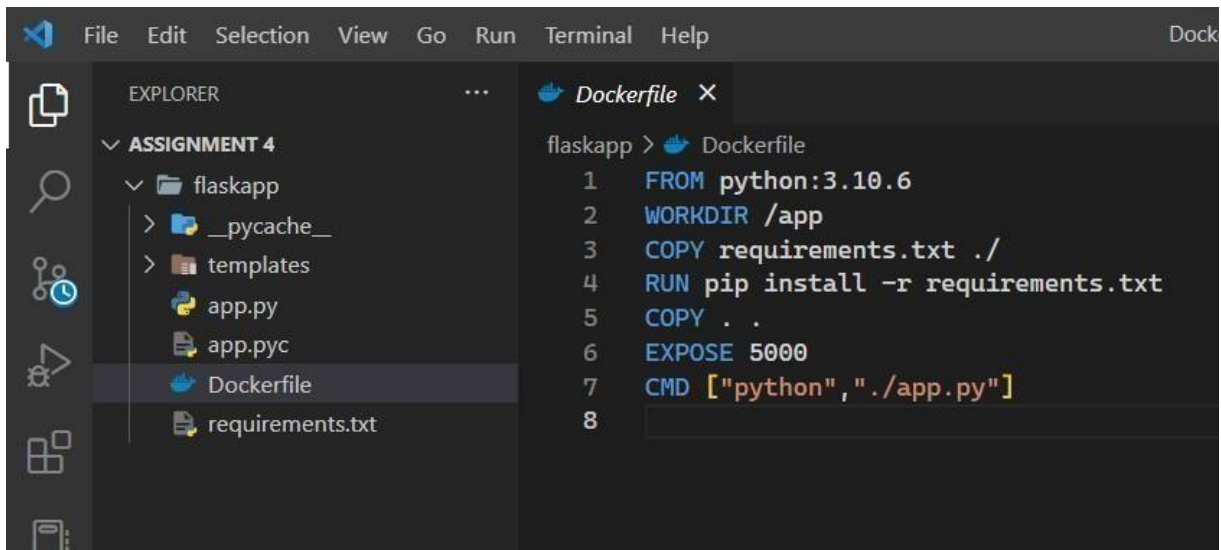 File Edit Selection View Go Run Terminal Help Dock
EXPLORER ...
ASSIGNMENT 4
flaskapp
__pycache__
templates
app.py
app.pyc
Dockerfile
requirements.txt
Dockerfile
flaskapp > Dockerfile
1 FROM python:3.10.6
2 WORKDIR /app
3 COPY requirements.txt ./
4 RUN pip install -r requirements.txt
5 COPY . .
6 EXPOSE 5000
7 CMD ["python","./app.py"]
8